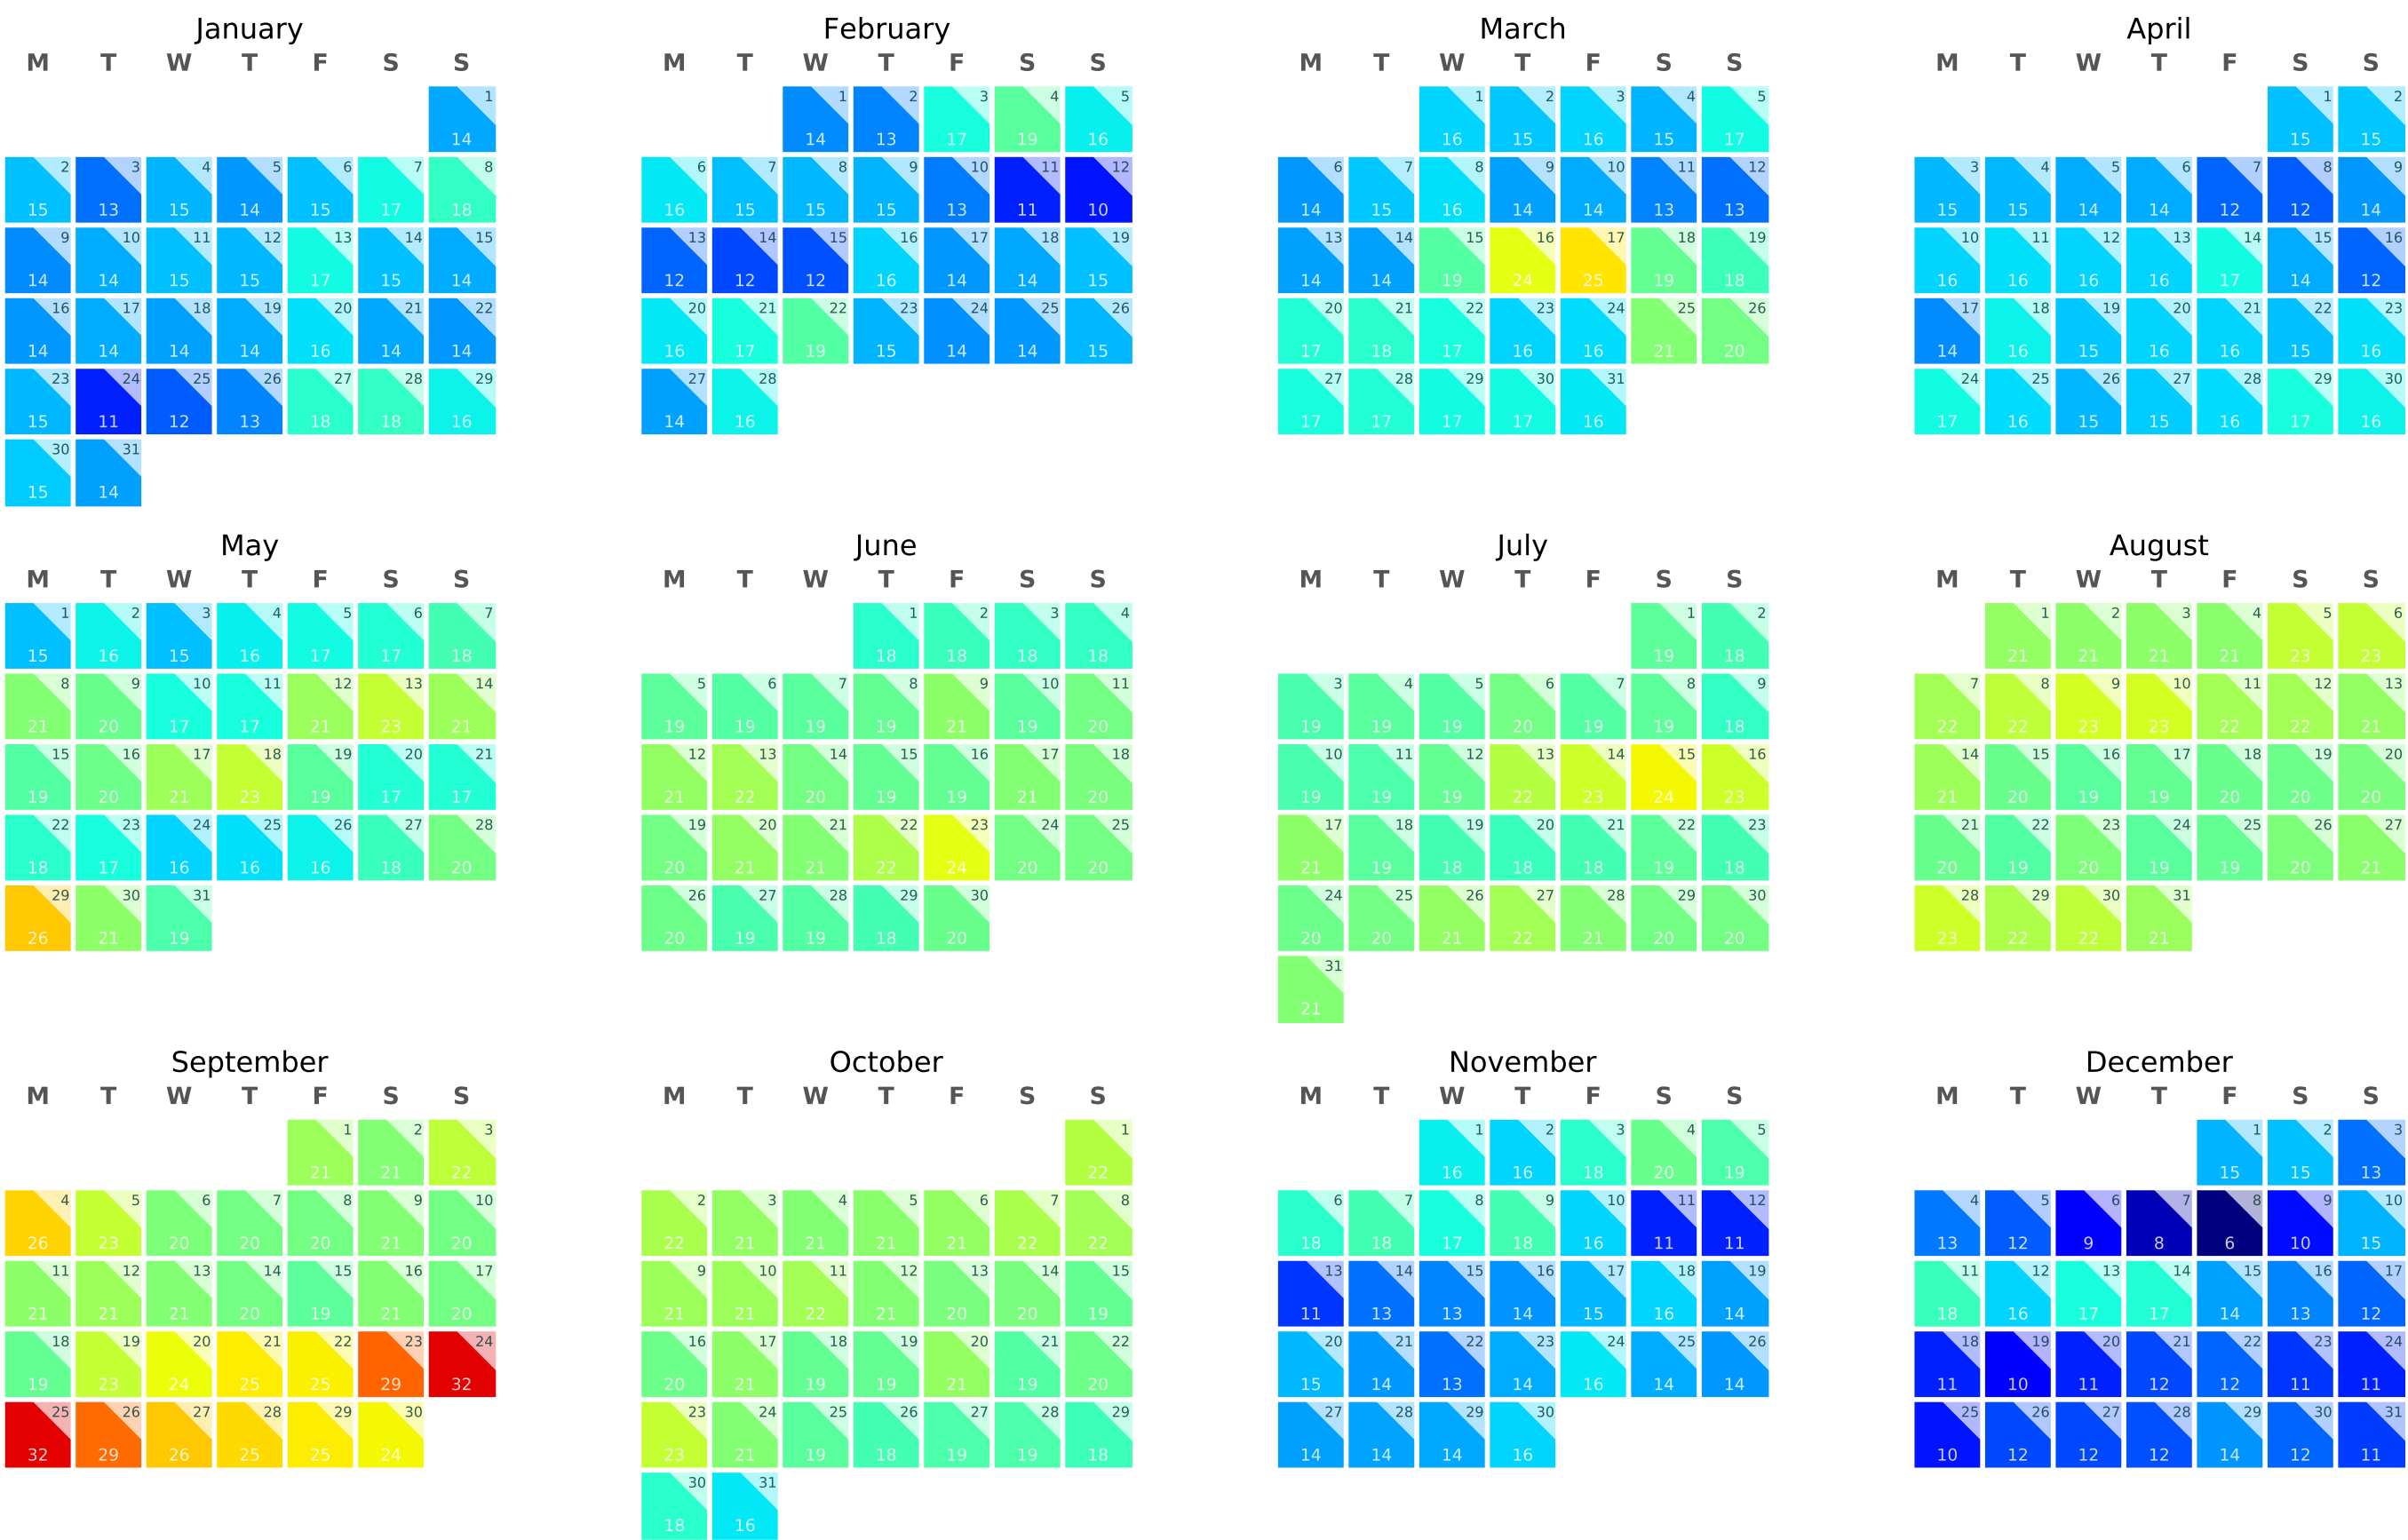 January February March April
M T W T F S S M T W T F S S M T W T F S S M T W T F S S
1 1 2 3 4 5 1 2 3 4 5 1 2
14 14 13 17 19 16 16 15 16 15 17 15 15
2 3 4 5 6 7 8 6 7 8 9 10 11 12 6 7 8 9 10 11 12 3 4 5 6 7 8 9
15 13 15 14 15 17 18 16 15 15 15 13 11 10 14 15 16 14 14 13 13 15 15 14 14 12 12 14
9 10 11 12 13 14 15 13 14 15 16 17 18 19 13 14 15 16 17 18 19 10 11 12 13 14 15 16
14 14 15 15 17 15 14 12 12 12 16 14 14 15 14 14 19 24 25 19 18 16 16 16 16 17 14 12
16 17 18 19 20 21 22 20 21 22 23 24 25 26 20 21 22 23 24 25 26 17 18 19 20 21 22 23
14 14 14 14 16 14 14 16 17 19 15 14 14 15 17 18 17 16 16 21 20 14 16 15 16 16 15 16
23 24 25 26 27 28 29 27 28 27 28 29 30 31 24 25 26 27 28 29 30
15 11 12 13 18 18 16 14 16 17 17 17 17 16 17 16 15 15 16 17 16
30 31
15 14
May June July August
M T W T F S S M T W T F S S M T W T F S S M T W T F S S
1 2 3 4 5 6 7 1 2 3 4 1 2 1 2 3 4 5 6
15 16 15 16 17 17 18 18 18 18 18 19 18 21 21 21 21 23 23
8 9 10 11 12 13 14 5 6 7 8 9 10 11 3 4 5 6 7 8 9 7 8 9 10 11 12 13
21 20 17 17 21 23 21 19 19 19 19 21 19 20 19 19 19 20 19 19 18 22 22 23 23 22 22 21
15 16 17 18 19 20 21 12 13 14 15 16 17 18 10 11 12 13 14 15 16 14 15 16 17 18 19 20
19 20 21 23 19 17 17 21 22 20 19 19 21 20 19 19 19 22 23 24 23 21 20 19 19 20 20 20
22 23 24 25 26 27 28 19 20 21 22 23 24 25 17 18 19 20 21 22 23 21 22 23 24 25 26 27
18 17 16 16 16 18 20 20 21 21 22 24 20 20 21 19 18 18 18 19 18 20 19 20 19 19 20 21
29 30 31 26 27 28 29 30 24 25 26 27 28 29 30 28 29 30 31
26 21 19 20 19 19 18 20 20 20 21 22 21 20 20 23 22 22 21
31
21
September October November December
M T W T F S S M T W T F S S M T W T F S S M T W T F S S
1 2 3 1 1 2 3 4 5 1 2 3
21 21 22 22 16 16 18 20 19 15 15 13
4 5 6 7 8 9 10 2 3 4 5 6 7 8 6 7 8 9 10 11 12 4 5 6 7 8 9 10
26 23 20 20 20 21 20 22 21 21 21 21 22 22 18 18 17 18 16 11 11 13 12 9 8 6 10 15
11 12 13 14 15 16 17 9 10 11 12 13 14 15 13 14 15 16 17 18 19 11 12 13 14 15 16 17
21 21 21 20 19 21 20 21 21 22 21 20 20 19 11 13 13 14 15 16 14 18 16 17 17 14 13 12
18 19 20 21 22 23 24 16 17 18 19 20 21 22 20 21 22 23 24 25 26 18 19 20 21 22 23 24
19 23 24 25 25 29 32 20 21 19 19 21 19 20 15 14 13 14 16 14 14 11 10 11 12 12 11 11
25 26 27 28 29 30 23 24 25 26 27 28 29 27 28 29 30 25 26 27 28 29 30 31
32 29 26 25 25 24 23 21 19 18 19 19 18 14 14 14 16 10 12 12 12 14 12 11
30 31
18 16